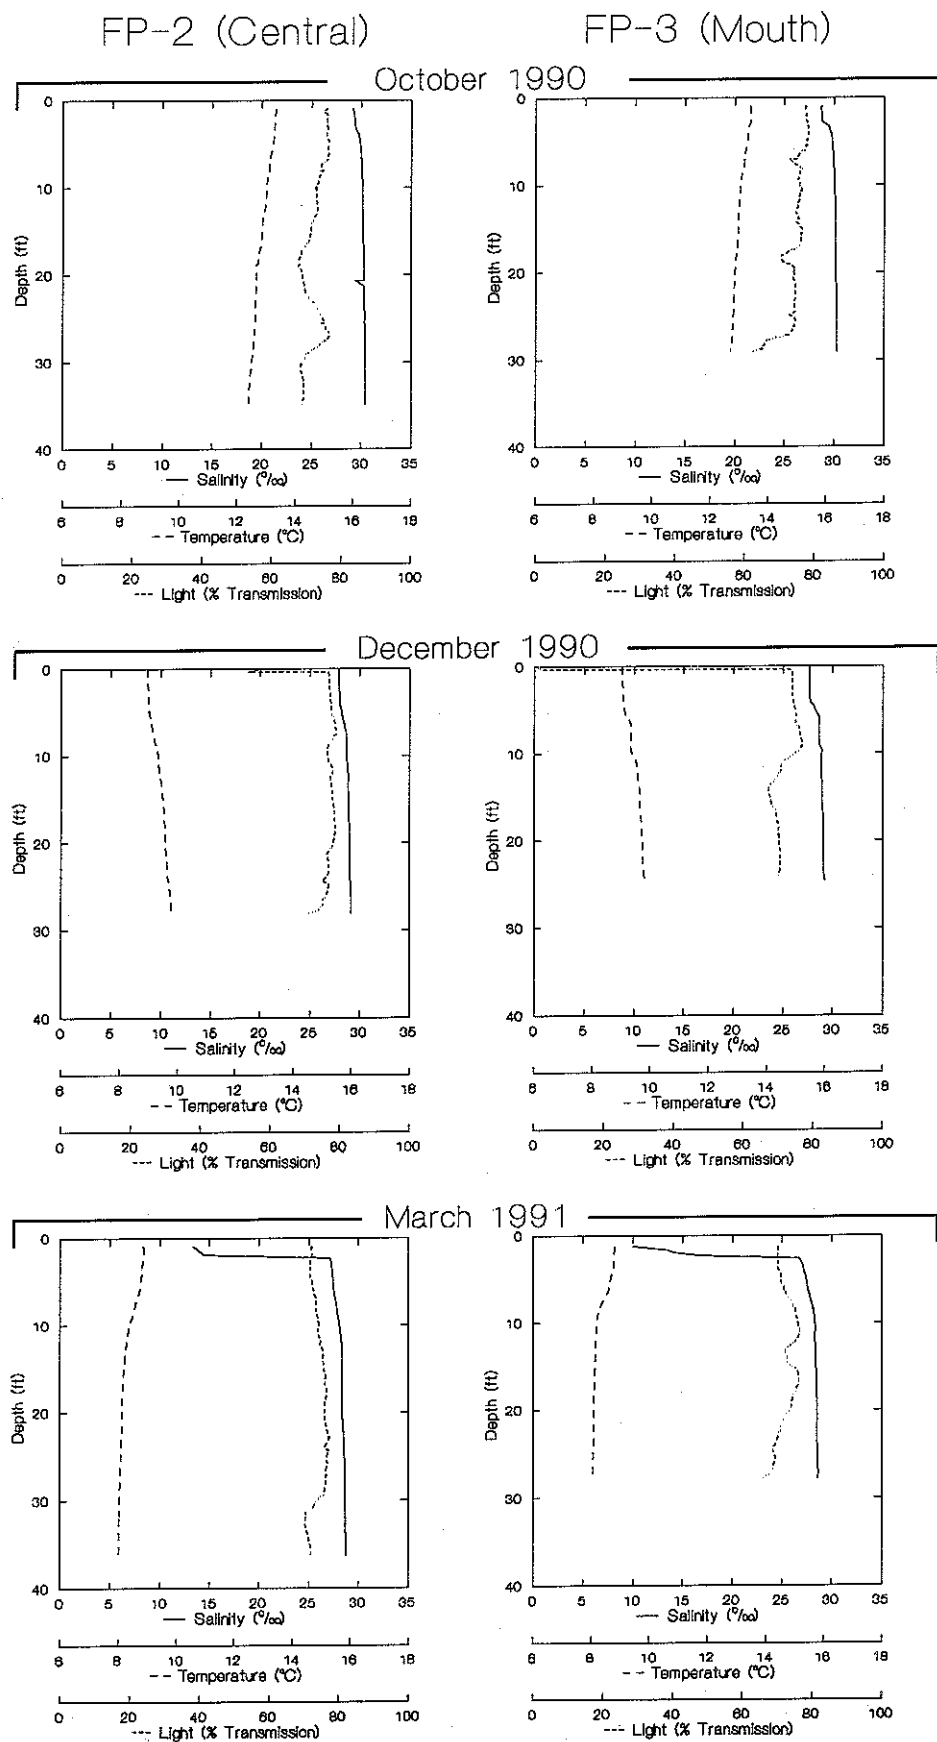 FP-2 (Central) FP-3 (Mouth)
October 1990
0 0
10 10
Depth (ft) Depth (ft)
20 20
30 30
40 40
0 5 10 15 20 25 30 35 0 5 10 15 20 25 30 35
— Salinity (º/oo) — Salinity (º/oo)
6 8 10 12 14 16 18 6 8 10 12 14 16 18
-- Temperature (°C) -- Temperature (°C)
0 20 40 60 80 100 0 20 40 60 80 100
--- Light (% Transmission) --- Light (% Transmission)
December 1990
0 0
10 10
Depth (ft) Depth (ft)
20 20
30 30
40 40
0 5 10 15 20 25 30 35 0 5 10 15 20 25 30 35
— Salinity (º/oo) — Salinity (º/oo)
6 8 10 12 14 16 18 6 8 10 12 14 16 18
-- Temperature (°C) -- Temperature (°C)
0 20 40 60 80 100 0 20 40 60 80 100
--- Light (% Transmission) --- Light (% Transmission)
March 1991
0 0
10 10
Depth (ft) Depth (ft)
20 20
30 30
40 40
0 5 10 15 20 25 30 35 0 5 10 15 20 25 30 35
— Salinity (º/oo) — Salinity (º/oo)
6 8 10 12 14 16 18 6 8 10 12 14 16 18
-- Temperature (°C) -- Temperature (°C)
0 20 40 60 80 100 0 20 40 60 80 100
--- Light (% Transmission) --- Light (% Transmission)